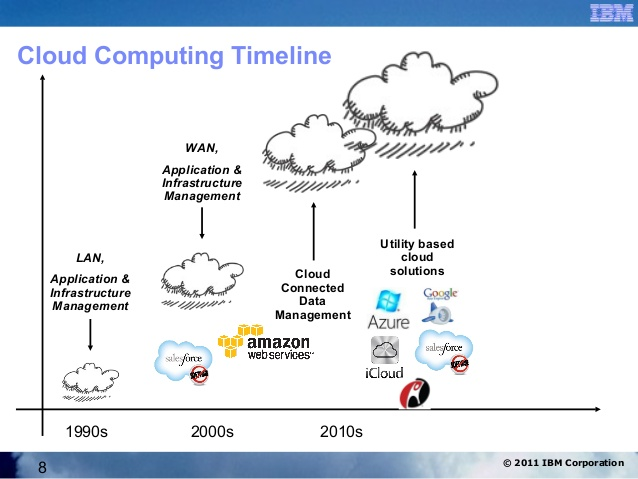 IBM
Cloud Computing Timeline
WAN,
Application &
Infrastructure
Management
LAN,
Application &
Infrastructure
Management
Cloud
Connected
Data
Management
Utility based
cloud
solutions
Azure
Google
salesforce
amazon
webservices™
iCloud
salesforce
1990s
2000s
2010s
8
© 2011 IBM Corporation